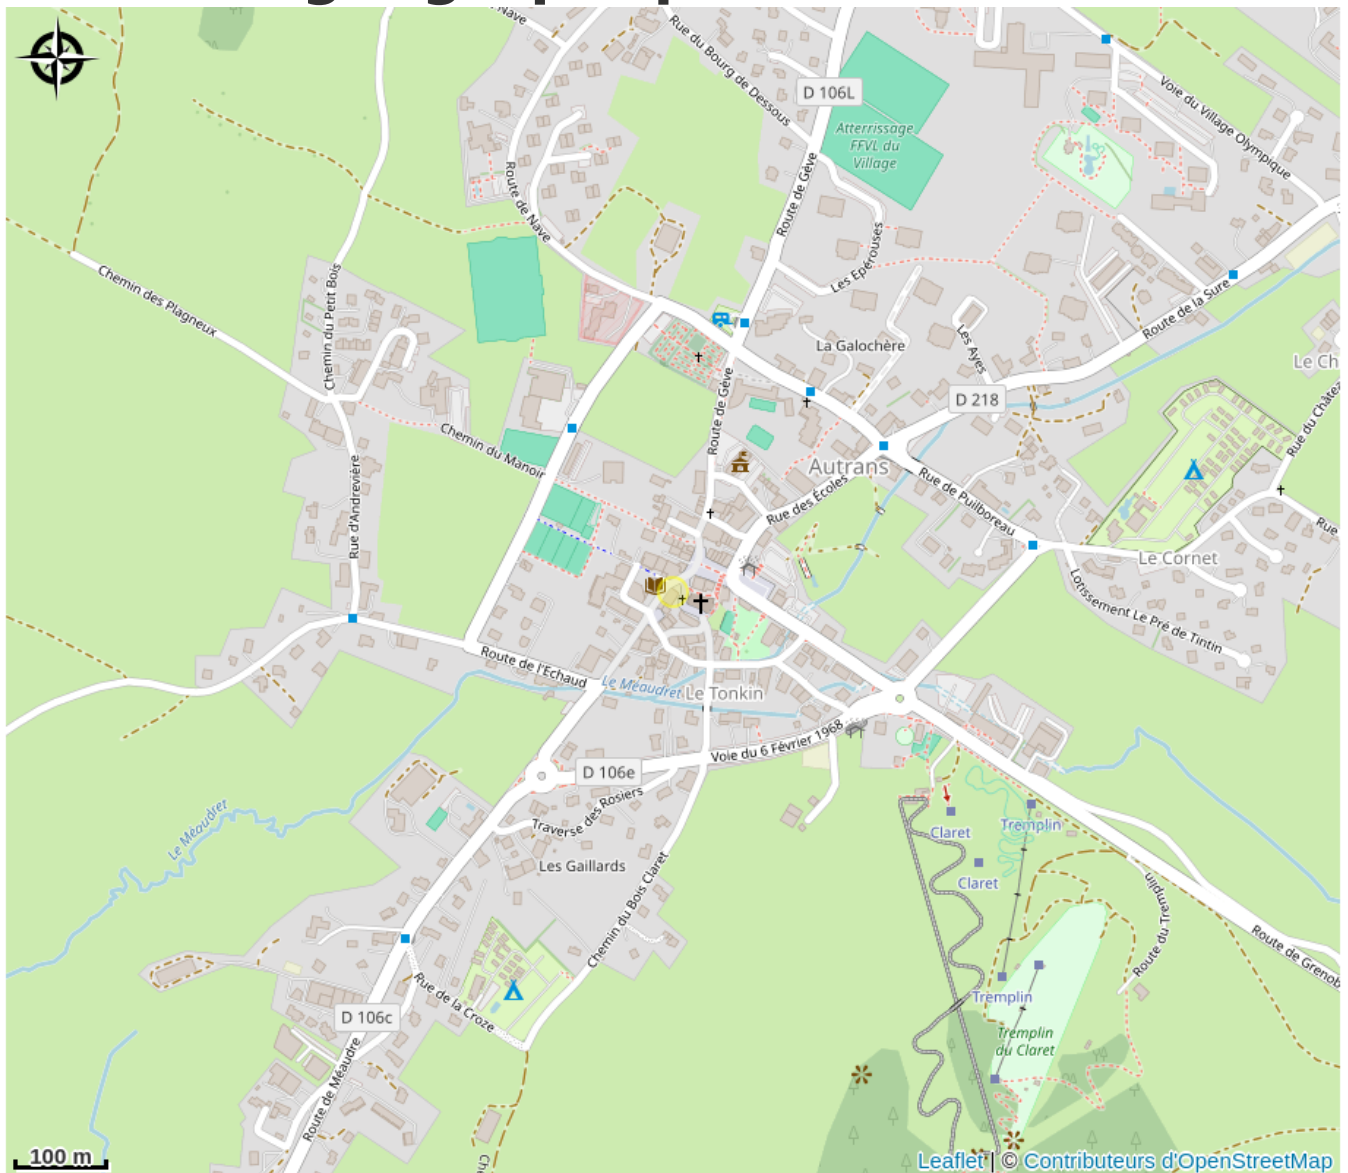 Nave
Rue du Bourg de Dessous
D 106L
Voie du Village Olympique
Atterrissage
FFVL du
Village
Route de Nave
Route de Gève
Les Epérouses
Chemin des Plagneux
Chemin du Petit Bois
Route de la Sure
La Galochère
Les Ayes
Le Ch
D 218
Route de Gève
Rue du Châtea
Chemin du Manoir
Autrans
Rue de Puilboreau
Rue des Écoles
Rue d'Andrevière
Rue
Le Cornet
Lotissement Le Pré de Tintin
Route de l'Echaud
Le Méaudret
Le Tonkin
Voie du 6 Février 1968
D 106e
Traverse des Rosiers
Le Méaudret
Claret
Tremplin
Les Gaillards
Claret
Chemin du Bois Claret
Route du Tremplin
Route de Grenob
Rue de la Croze
Tremplin
D 106c
Tremplin
du Claret
Route de Méaudre
Che
100 m
Leaflet | © Contributeurs d'OpenStreetMap